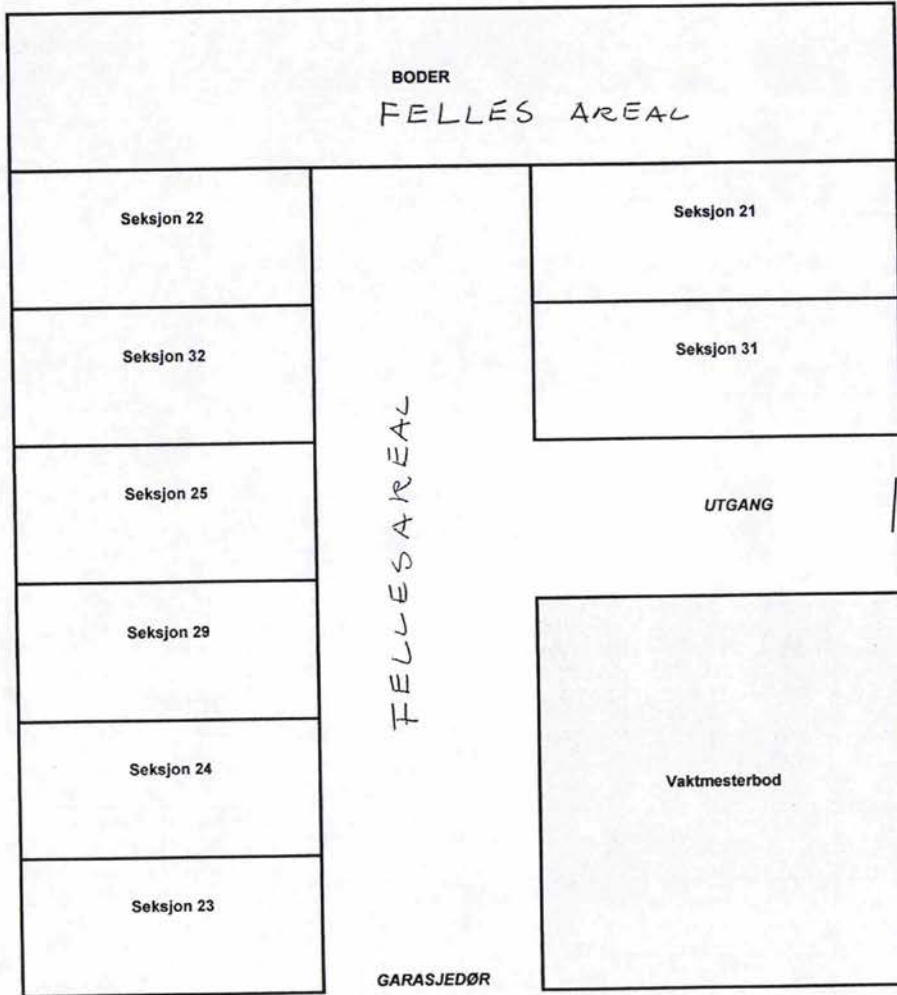 BODER
FELLES AREAL
Seksjon 22
Seksjon 21
Seksjon 32
Seksjon 31
FELLESAREAL
Seksjon 25
UTGANG
Seksjon 29
Seksjon 24
Vaktmesterbod
Seksjon 23
GARASJEDØR